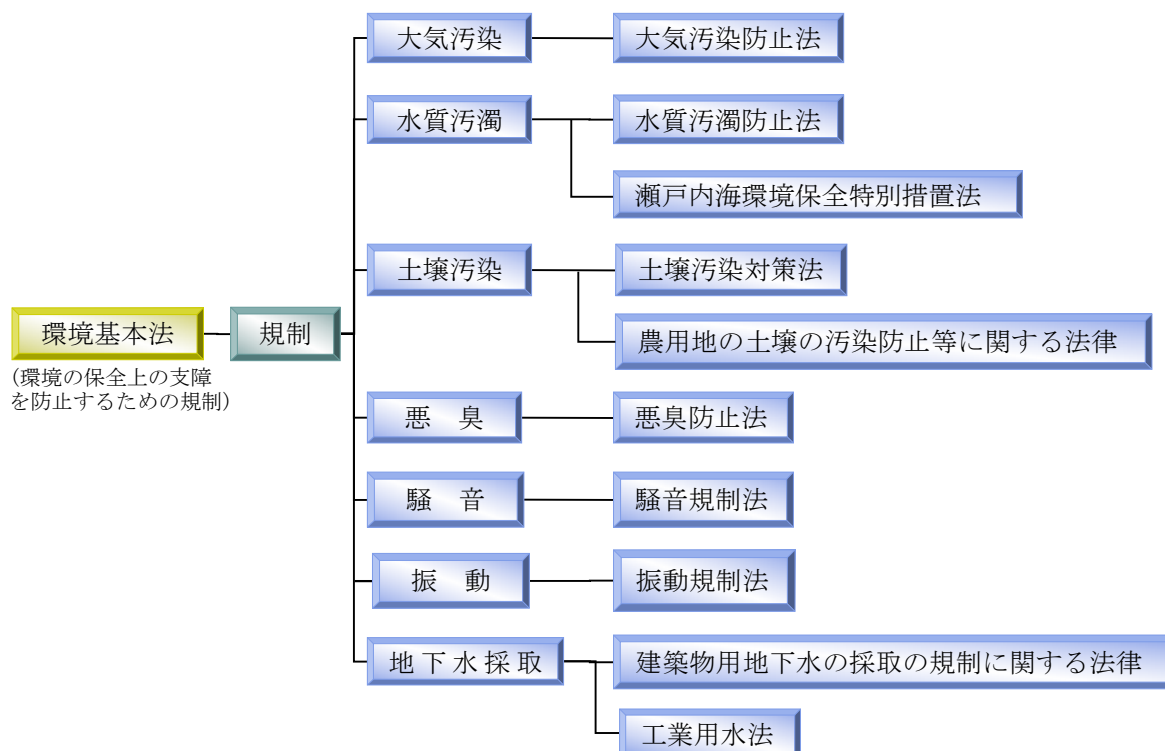 大気汚染
大気汚染防止法
水質汚濁
水質汚濁防止法
瀬戸内海環境保全特別措置法
土壌汚染
土壌汚染対策法
環境基本法
規制
農用地の土壌の汚染防止等に関する法律
(環境の保全上の支障
を防止するための規制)
悪　臭
悪臭防止法
騒　音
騒音規制法
振　動
振動規制法
地下水採取
建築物用地下水の採取の規制に関する法律
工業用水法